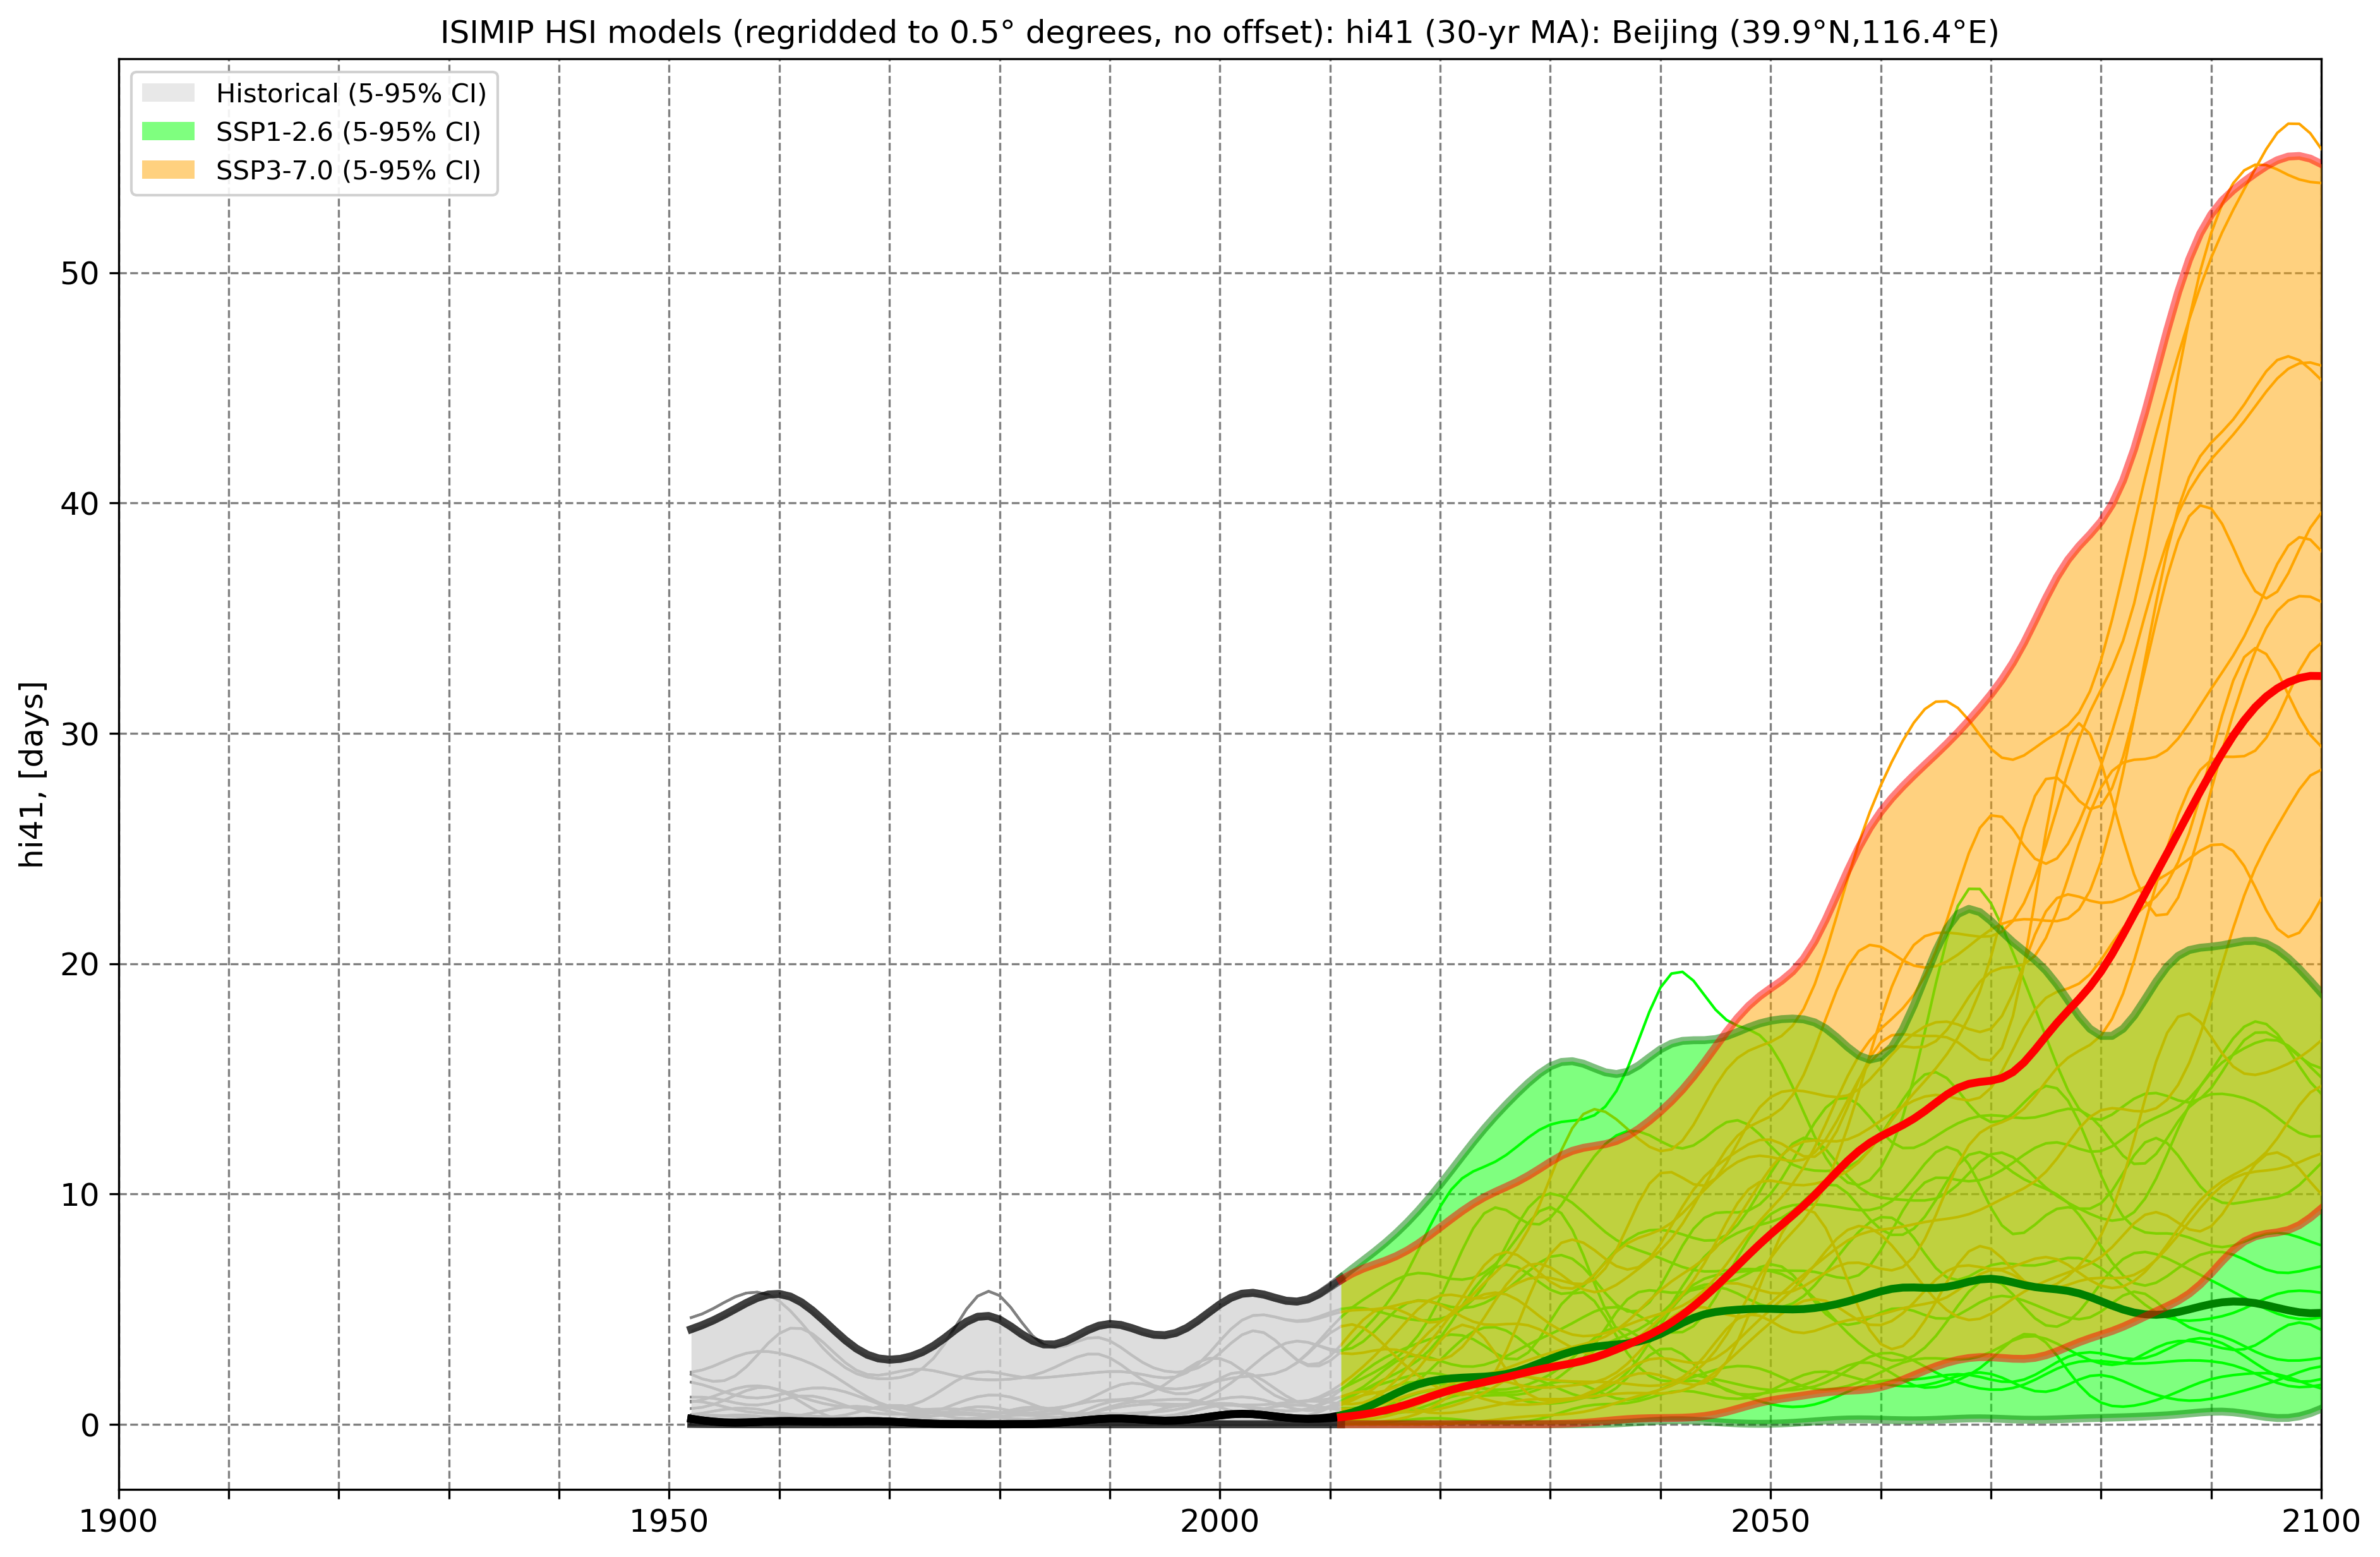 ISIMIP HSI models (regridded to 0.5° degrees, no offset): hi41 (30-yr MA): Beijing (39.9°N,116.4°E)
Historical (5-95% CI)
SSP1-2.6 (5-95% CI)
SSP3-7.0 (5-95% CI)
hi41, [days]
50
40
30
20
10
0
1900
1950
2000
2050
2100